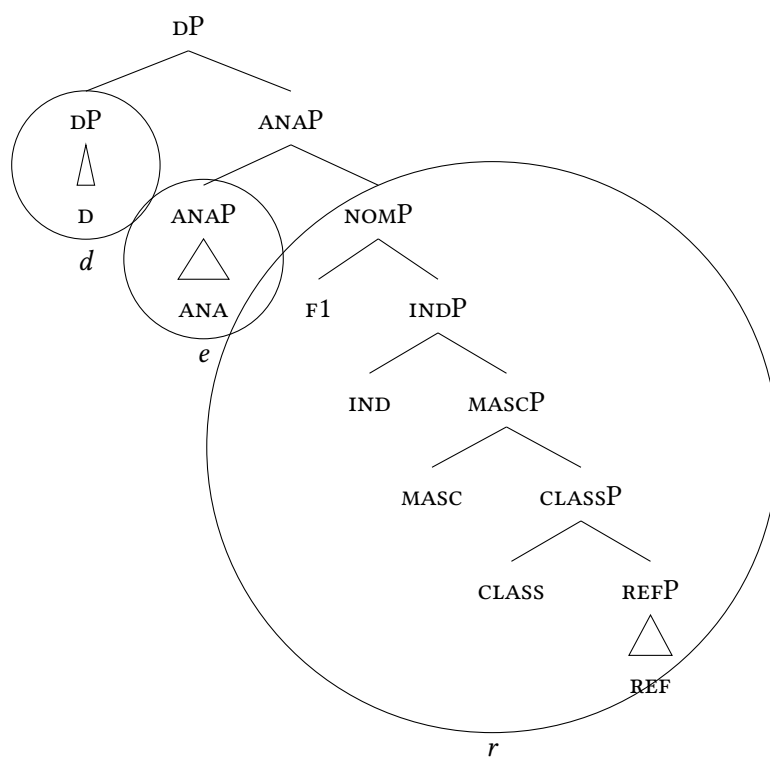 DP
DP ANAP
D ANAP NOMP
d
ANA F1 INDP
e
IND MASCP
MASC CLASSP
CLASS REFP
REF
r